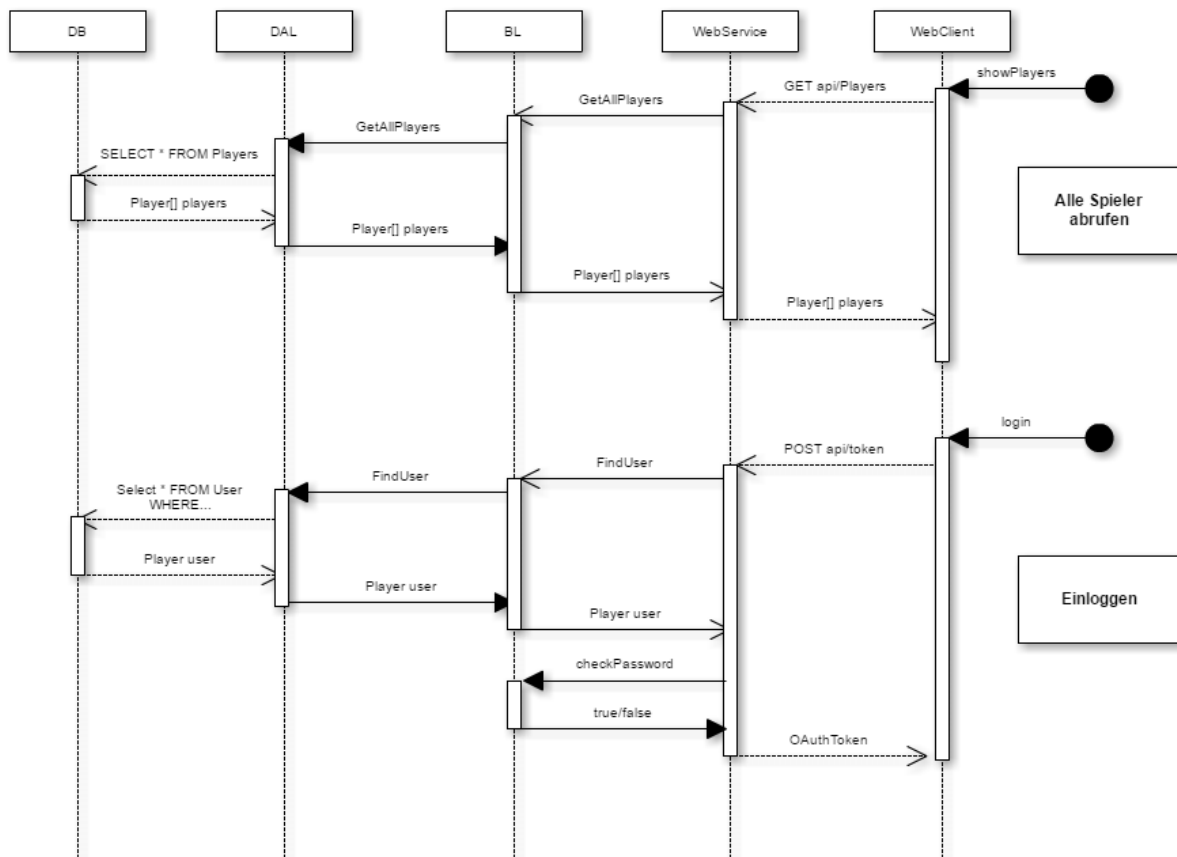 DB
DAL
BL
WebService
WebClient
showPlayers
GET api/Players
GetAllPlayers
GetAllPlayers
SELECT * FROM Players
Player[] players
Player[] players
Player[] players
Player[] players
Alle Spieler
abrufen
login
POST api/token
FindUser
FindUser
Select * FROM User
WHERE...
Player user
Player user
Player user
checkPassword
true/false
OAuthToken
Einloggen